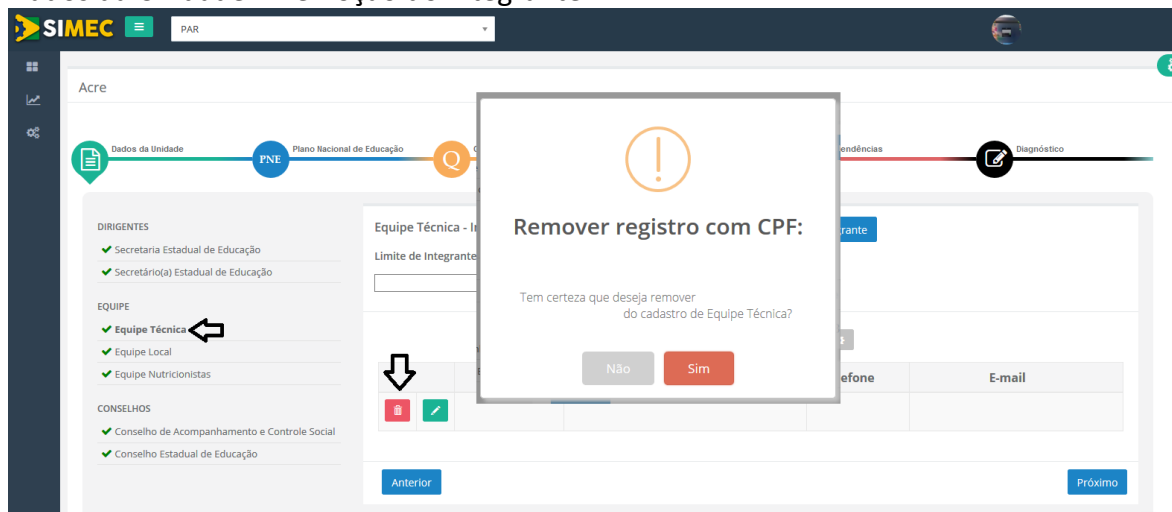 SIMEC
PAR
Acre
Dados da Unidade
PNE
Plano Nacional de Educação
Q
endências
Diagnóstico
DIRIGENTES
Secretaria Estadual de Educação
Secretário(a) Estadual de Educação
EQUIPE
Equipe Técnica
Equipe Local
Equipe Nutricionistas
CONSELHOS
Conselho de Acompanhamento e Controle Social
Conselho Estadual de Educação
Equipe Técnica - I
rante
Limite de Integrante
Remover registro com CPF:
Tem certeza que deseja remover
do cadastro de Equipe Técnica?
Não
Sim
efone
E-mail
Anterior
Próximo